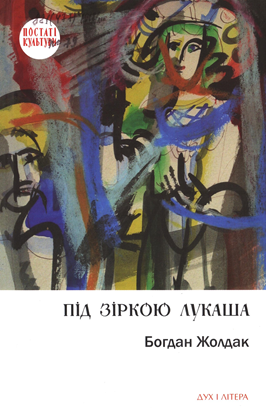 ПОСТАТІ
КУЛЬТУРИ
ПІД ЗІРКОЮ ЛУКАША
Богдан Жолдак
ДУХ І ЛІТЕРА